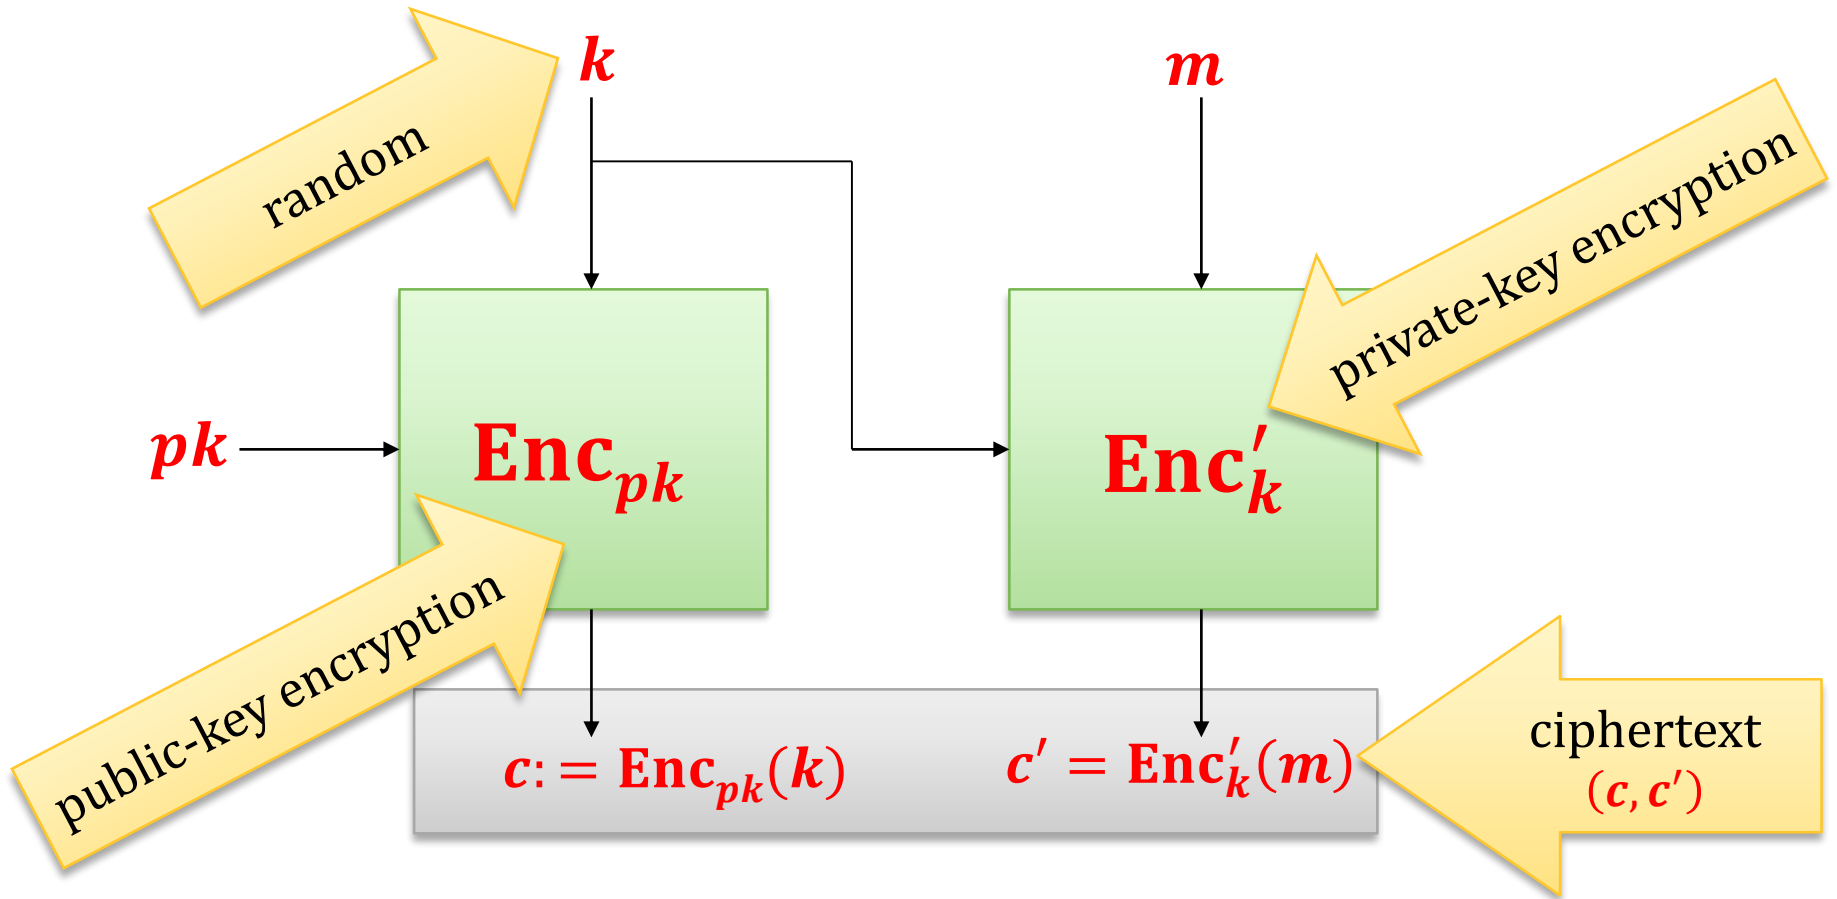 k
m
random
private-key encryption
pk
Enc_pk
Enc'_k
public-key encryption
c := Enc_pk(k)
c' = Enc'_k(m)
ciphertext
(c, c')